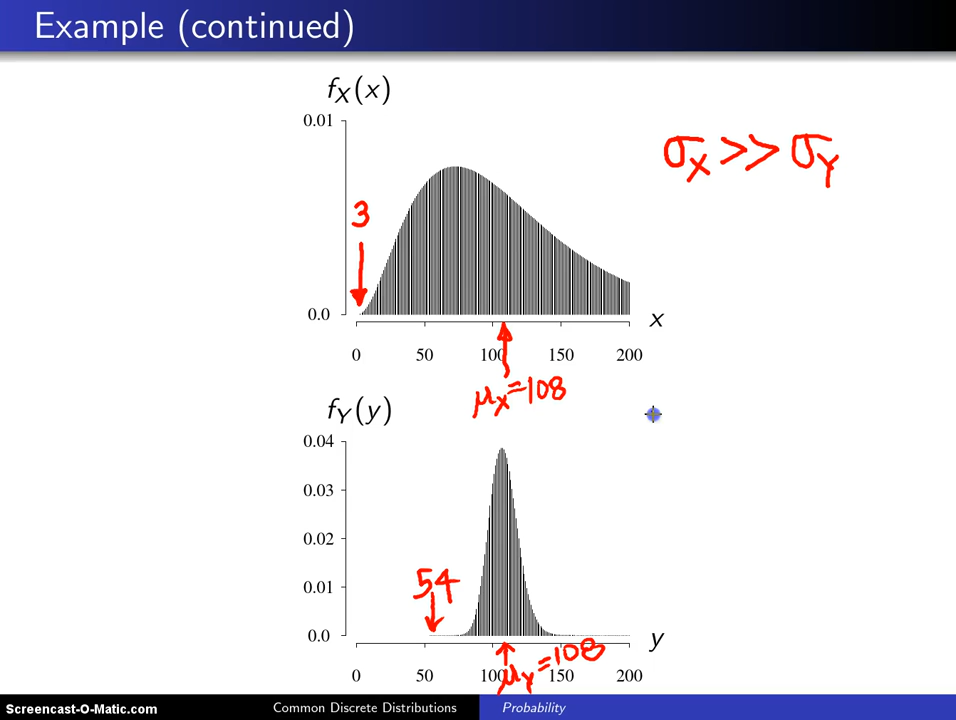 Example (continued)
f_X(x)
0.01
σ_X >> σ_Y
3
0.0
x
0 50 100 150 200
μ_X = 108
f_Y(y)
0.04
0.03
0.02
0.01
54
0.0
y
μ_Y = 108
0 50 100 150 200
Screencast-O-Matic.com Common Discrete Distributions Probability